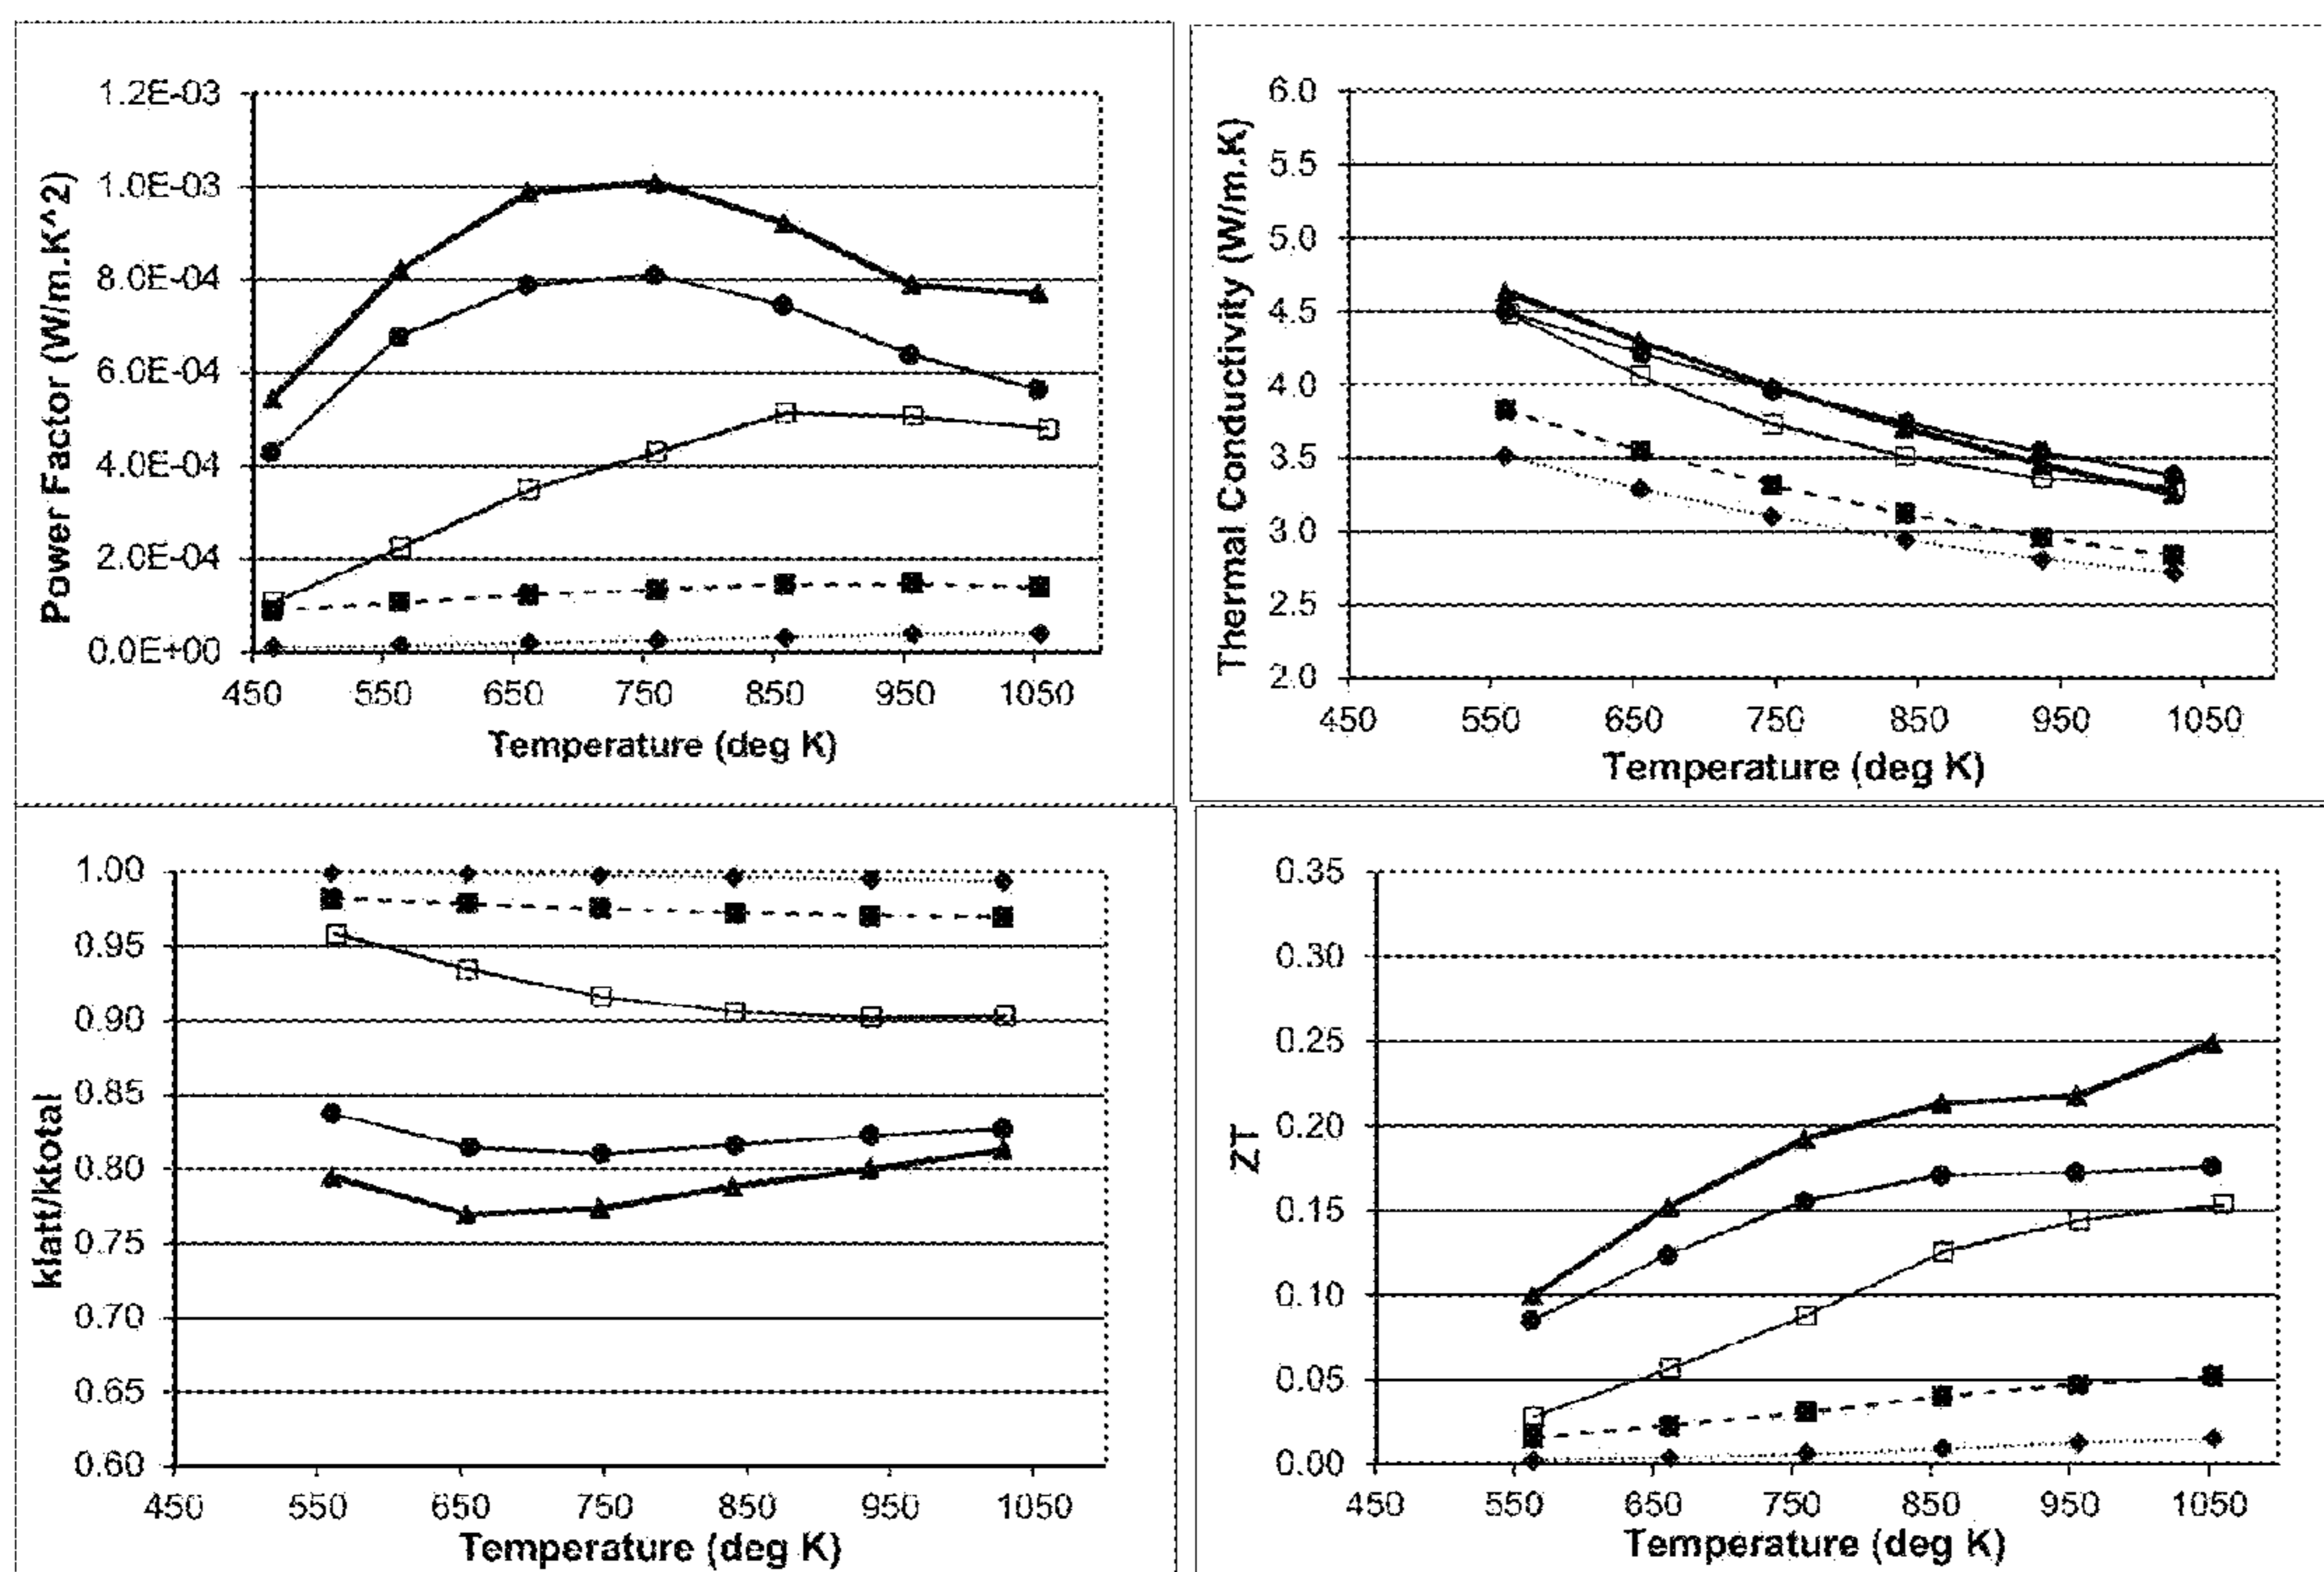 Power Factor (W/m.K^2)
1.2E-03
1.0E-03
8.0E-04
6.0E-04
4.0E-04
2.0E-04
0.0E+00
450 550 650 750 850 950 1050
Temperature (deg K)
Thermal Conductivity (W/m.K)
6.0
5.5
5.0
4.5
4.0
3.5
3.0
2.5
2.0
450 550 650 750 850 950 1050
Temperature (deg K)
klatt/ktotal
1.00
0.95
0.90
0.85
0.80
0.75
0.70
0.65
0.60
450 550 650 750 850 950 1050
Temperature (deg K)
ZT
0.35
0.30
0.25
0.20
0.15
0.10
0.05
0.00
450 550 650 750 850 950 1050
Temperature (deg K)